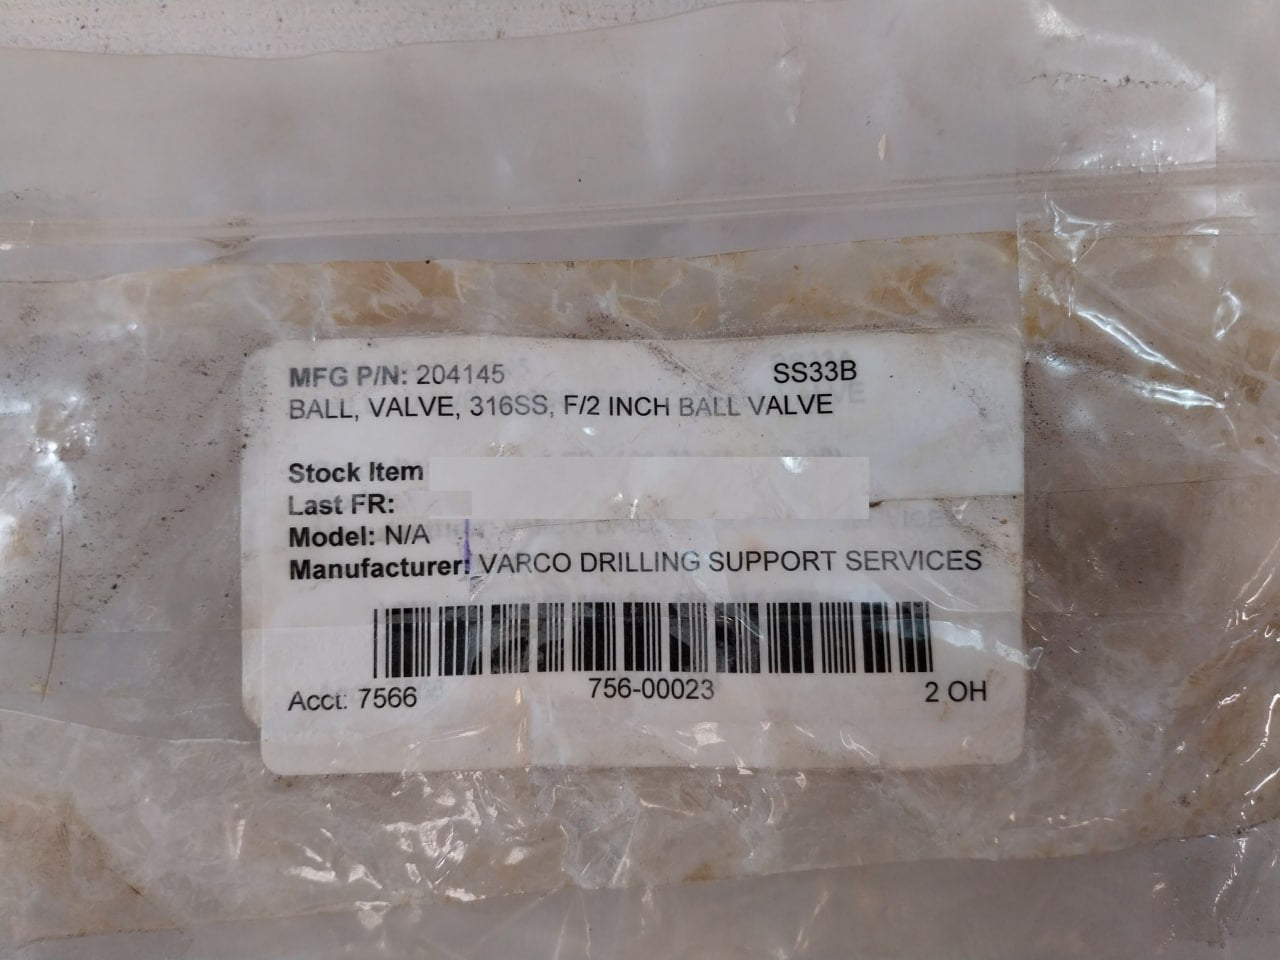 MFG P/N: 204145 SS33B
BALL, VALVE, 316SS, F/2 INCH BALL VALVE
Stock Item
Last FR:
Model: N/A
Manufacturer: VARCO DRILLING SUPPORT SERVICES
Acct: 7566 756-00023 2 OH